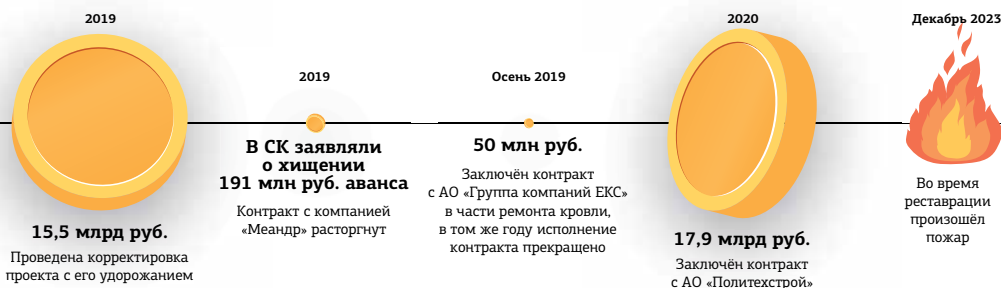 2019
15,5 млрд руб.
Проведена корректировка
проекта с его удорожанием
2019
В СК заявляли
о хищении
191 млн руб. аванса
Контракт с компанией
«Меандр» расторгнут
Осень 2019
50 млн руб.
Заключён контракт
с АО «Группа компаний ЕКС»
в части ремонта кровли,
в том же году исполнение
контракта прекращено
2020
17,9 млрд руб.
Заключён контракт
с АО «Политехстрой»
Декабрь 2023
Во время
реставрации
произошёл
пожар